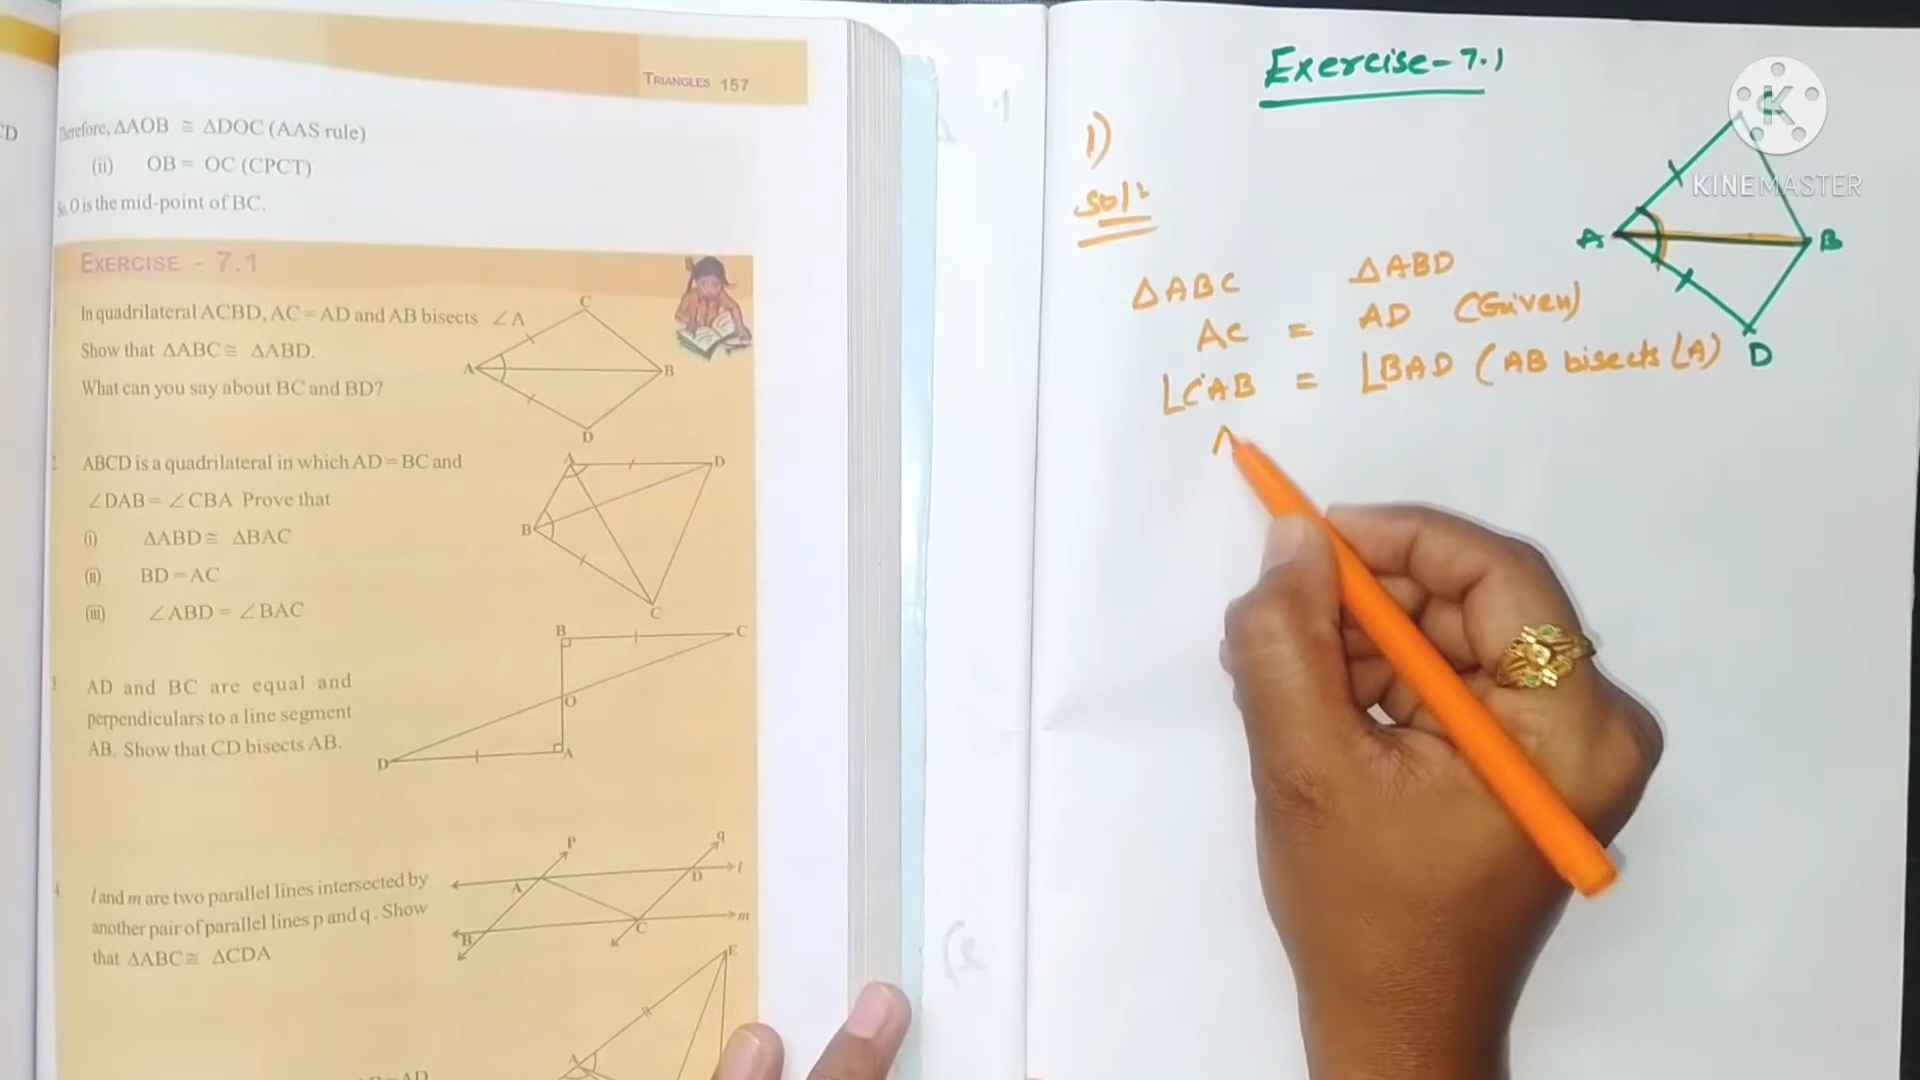 TRIANGLES 157
Therefore, ΔAOB ≅ ΔDOC (AAS rule)
(ii) OB = OC (CPCT)
So, O is the mid-point of BC.
EXERCISE - 7.1
In quadrilateral ACBD, AC = AD and AB bisects ∠A
Show that ΔABC ≅ ΔABD.
What can you say about BC and BD?
C
A
B
D
ABCD is a quadrilateral in which AD = BC and
∠DAB = ∠CBA Prove that
(i) ΔABD ≅ ΔBAC
(ii) BD = AC
(iii) ∠ABD = ∠BAC
A
D
B
C
AD and BC are equal and
perpendiculars to a line segment
AB. Show that CD bisects AB.
B
C
O
A
D
4
l and m are two parallel lines intersected by
another pair of parallel lines p and q . Show
that ΔABC ≅ ΔCDA
P
q
A
D
l
B
C
m
E
A
Exercise - 7.1
1)
Sol:
ΔABC ΔABD
AC = AD (Given)
∠CAB = ∠BAD (AB bisects ∠A)
A
A
B
D
K
KINEMASTER